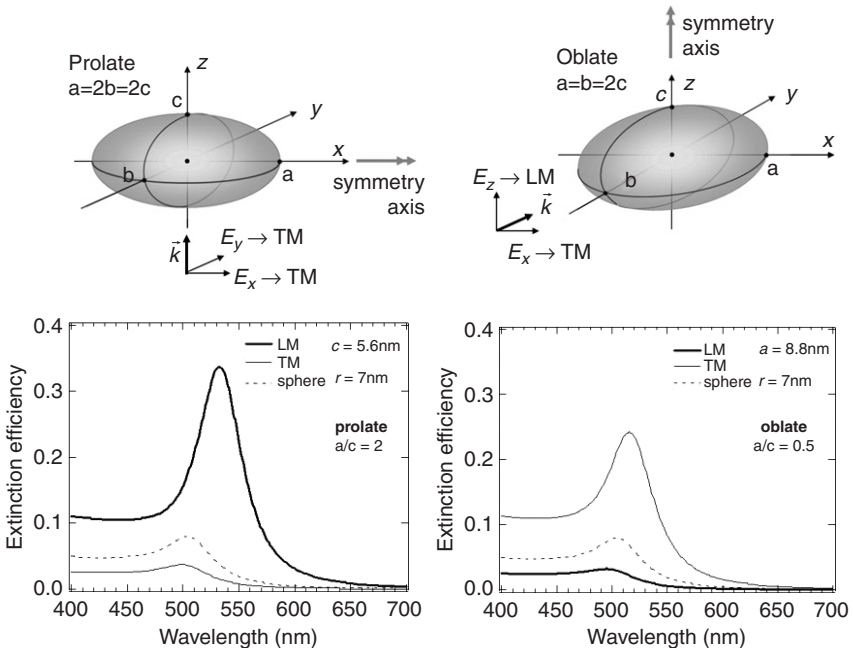 Prolate
a=2b=2c
z
c
y
x
b
a
symmetry
axis
k
E_y → TM
E_x → TM
symmetry
axis
Oblate
a=b=2c
c
z
y
x
b
a
E_z → LM
k
E_x → TM
Extinction efficiency
0.4
0.3
0.2
0.1
0.0
LM
TM
sphere
c = 5.6nm
r = 7nm
prolate
a/c = 2
400 450 500 550 600 650 700
Wavelength (nm)
Extinction efficiency
0.4
0.3
0.2
0.1
0.0
LM
TM
sphere
a = 8.8nm
r = 7nm
oblate
a/c = 0.5
400 450 500 550 600 650 700
Wavelength (nm)